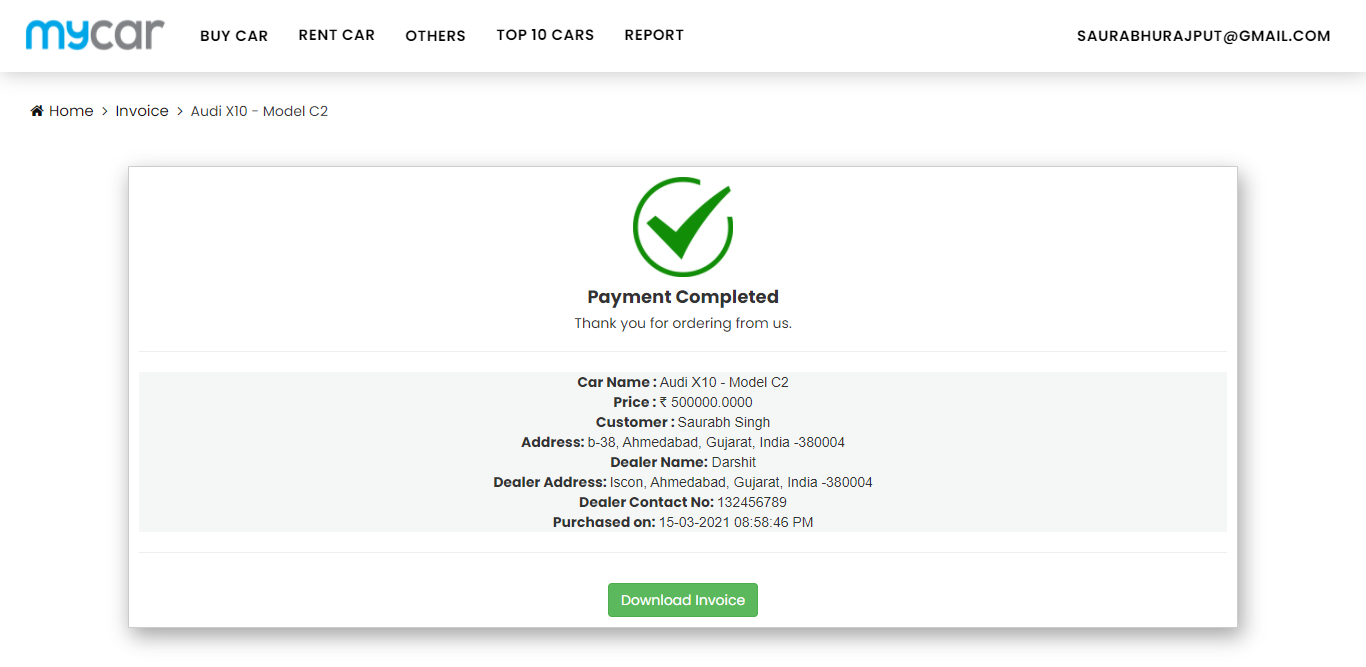 mycar
BUY CAR
RENT CAR
OTHERS
TOP 10 CARS
REPORT
SAURABHURAJPUT@GMAIL.COM
Home > Invoice > Audi X10 - Model C2
Payment Completed
Thank you for ordering from us.
Car Name : Audi X10 - Model C2
Price : ₹ 500000.0000
Customer : Saurabh Singh
Address: b-38, Ahmedabad, Gujarat, India -380004
Dealer Name: Darshit
Dealer Address: Iscon, Ahmedabad, Gujarat, India -380004
Dealer Contact No: 132456789
Purchased on: 15-03-2021 08:58:46 PM
Download Invoice